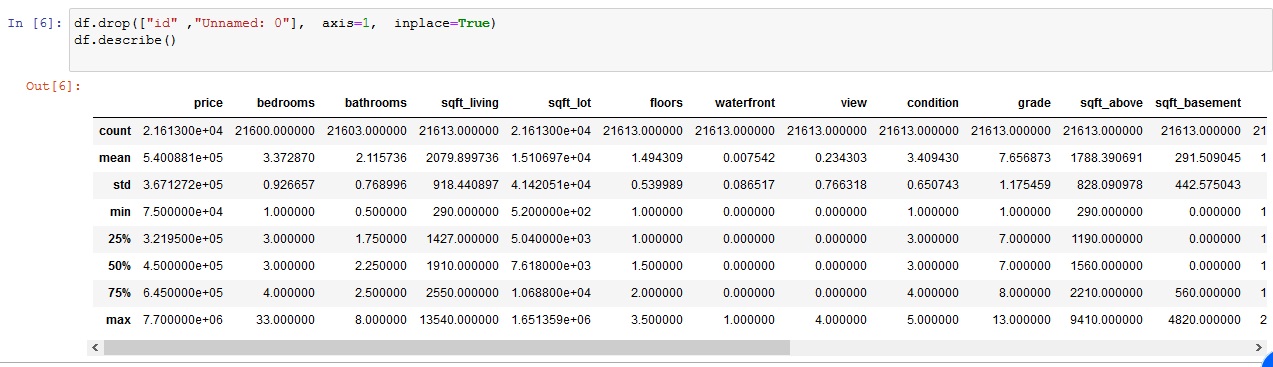 In [6]: df.drop(["id" ,"Unnamed: 0"],  axis=1,  inplace=True)
df.describe()
Out[6]:
price bedrooms bathrooms sqft_living sqft_lot floors waterfront view condition grade sqft_above sqft_basement
count 2.161300e+04 21600.000000 21603.000000 21613.000000 2.161300e+04 21613.000000 21613.000000 21613.000000 21613.000000 21613.000000 21613.000000 21613.000000 21
mean 5.400881e+05 3.372870 2.115736 2079.899736 1.510697e+04 1.494309 0.007542 0.234303 3.409430 7.656873 1788.390691 291.509045 1
std 3.671272e+05 0.926657 0.768996 918.440897 4.142051e+04 0.539989 0.086517 0.766318 0.650743 1.175459 828.090978 442.575043
min 7.500000e+04 1.000000 0.500000 290.000000 5.200000e+02 1.000000 0.000000 0.000000 1.000000 1.000000 290.000000 0.000000 1
25% 3.219500e+05 3.000000 1.750000 1427.000000 5.040000e+03 1.000000 0.000000 0.000000 3.000000 7.000000 1190.000000 0.000000 1
50% 4.500000e+05 3.000000 2.250000 1910.000000 7.618000e+03 1.500000 0.000000 0.000000 3.000000 7.000000 1560.000000 0.000000 1
75% 6.450000e+05 4.000000 2.500000 2550.000000 1.068800e+04 2.000000 0.000000 0.000000 4.000000 8.000000 2210.000000 560.000000 1
max 7.700000e+06 33.000000 8.000000 13540.000000 1.651359e+06 3.500000 1.000000 4.000000 5.000000 13.000000 9410.000000 4820.000000 2